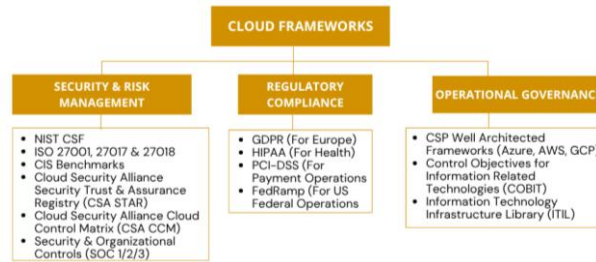 CLOUD FRAMEWORKS
SECURITY & RISK
MANAGEMENT
• NIST CSF
• ISO 27001, 27017 & 27018
• CIS Benchmarks
• Cloud Security Alliance
Security Trust & Assurance
Registry (CSA STAR)
• Cloud Security Alliance Cloud
Control Matrix (CSA CCM)
• Security & Organizational
Controls (SOC 1/2/3)
REGULATORY
COMPLIANCE
• GDPR (For Europe)
• HIPAA (For Health)
• PCI-DSS (For
Payment Operations
• FedRamp (For US
Federal Operations
OPERATIONAL GOVERNANC
• CSP Well Architected
Frameworks (Azure, AWS, GCP)
• Control Objectives for
Information Related
Technologies (COBIT)
• Information Technology
Infrastructure Library (ITIL)